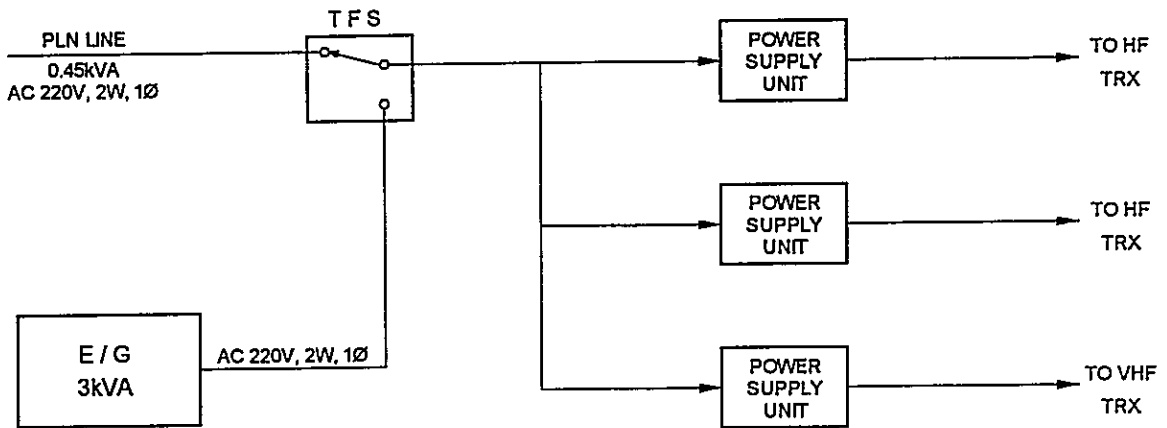 T F S
PLN LINE
0.45kVA
AC 220V, 2W, 1Ø
POWER
SUPPLY
UNIT
TO HF
TRX
POWER
SUPPLY
UNIT
TO HF
TRX
E / G
3kVA
AC 220V, 2W, 1Ø
POWER
SUPPLY
UNIT
TO VHF
TRX